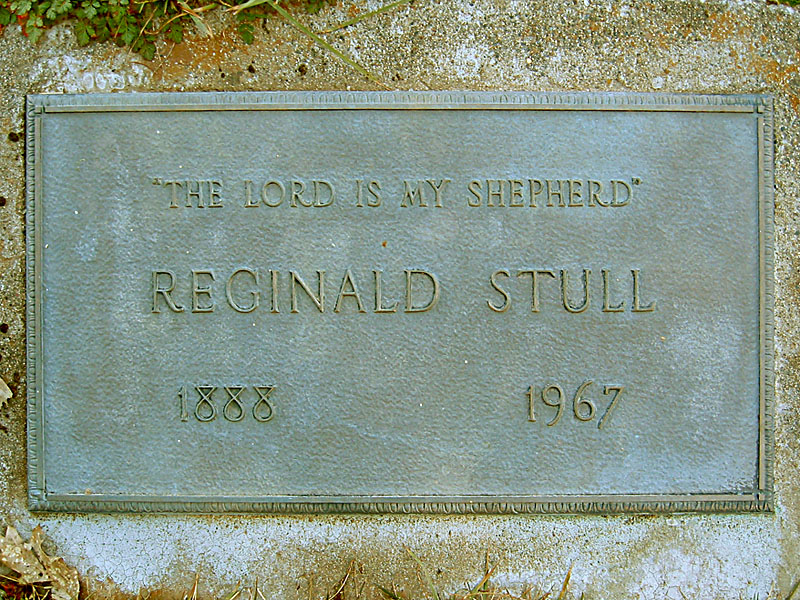 "THE LORD IS MY SHEPHERD"
REGINALD STULL
1888 1967